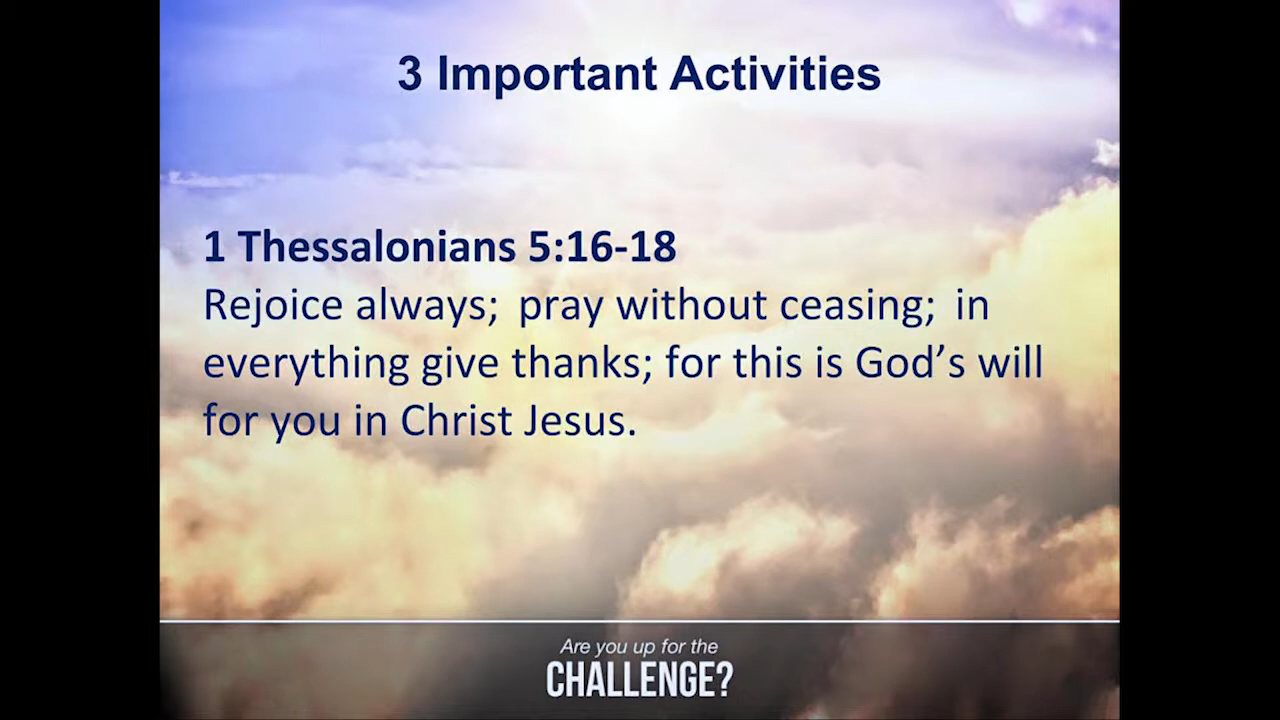 3 Important Activities
1 Thessalonians 5:16-18
Rejoice always;  pray without ceasing;  in
everything give thanks; for this is God’s will
for you in Christ Jesus.
Are you up for the
CHALLENGE?